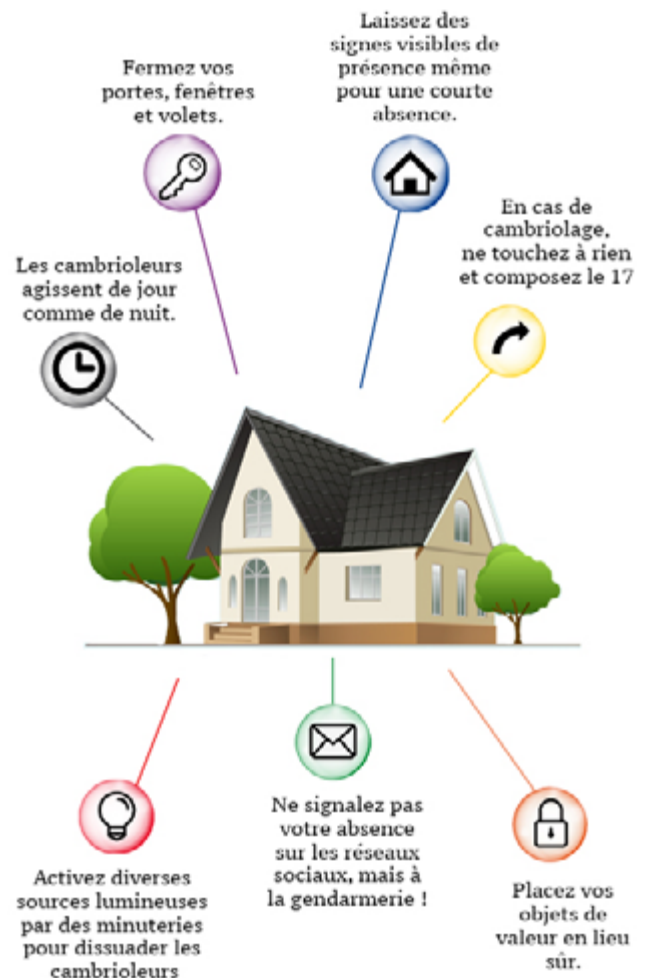 Laissez des
signes visibles de
présence même
pour une courte
absence.
Fermez vos
portes, fenêtres
et volets.
En cas de
cambriolage,
ne touchez à rien
et composez le 17
Les cambrioleurs
agissent de jour
comme de nuit.
Ne signalez pas
votre absence
sur les réseaux
sociaux, mais à
la gendarmerie !
Activez diverses
sources lumineuses
par des minuteries
pour dissuader les
cambrioleurs
Placez vos
objets de
valeur en lieu
sûr.